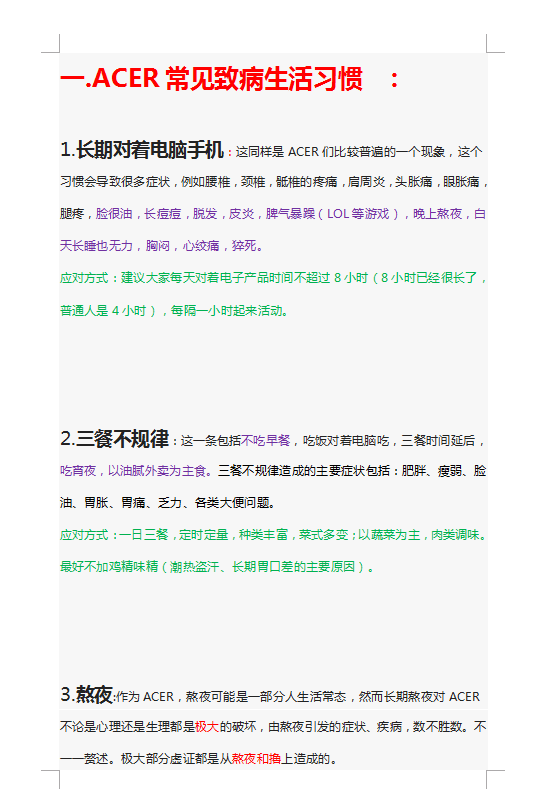 一.ACER 常见致病生活习惯 ：
1.长期对着电脑手机：这同样是 ACER 们比较普遍的一个现象，这个
习惯会导致很多症状，例如腰椎，颈椎，骶椎的疼痛，肩周炎，头胀痛，眼胀痛，
腿疼，脸很油，长痘痘，脱发，皮炎，脾气暴躁（LOL 等游戏），晚上熬夜，白
天长睡也无力，胸闷，心绞痛，猝死。
应对方式：建议大家每天对着电子产品时间不超过 8 小时（8 小时已经很长了，
普通人是 4 小时），每隔一小时起来活动。
2.三餐不规律：这一条包括不吃早餐，吃饭对着电脑吃，三餐时间延后，
吃宵夜，以油腻外卖为主食。三餐不规律造成的主要症状包括：肥胖、瘦弱、脸
油、胃胀、胃痛、乏力、各类大便问题。
应对方式：一日三餐，定时定量，种类丰富，菜式多变；以蔬菜为主，肉类调味。
最好不加鸡精味精（潮热盗汗、长期胃口差的主要原因）。
3.熬夜:作为 ACER，熬夜可能是一部分人生活常态，然而长期熬夜对 ACER
不论是心理还是生理都是极大的破坏，由熬夜引发的症状、疾病，数不胜数。不
一一赘述。极大部分虚证都是从熬夜和撸上造成的。